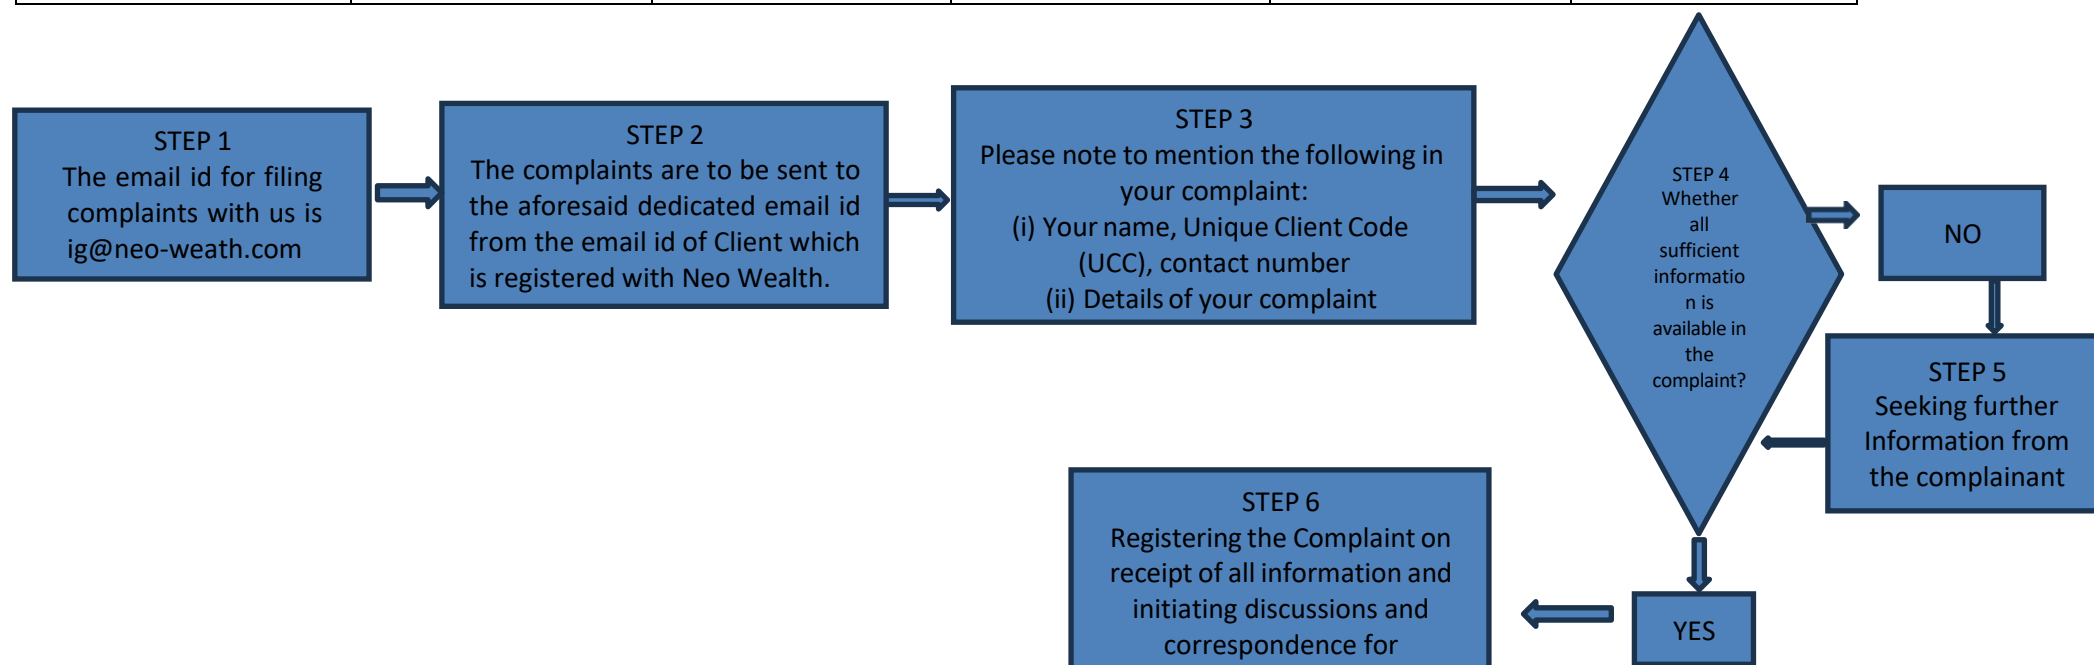 STEP 1
The email id for filing
complaints with us is
ig@neo-weath.com
STEP 2
The complaints are to be sent to
the aforesaid dedicated email id
from the email id of Client which
is registered with Neo Wealth.
STEP 3
Please note to mention the following in
your complaint:
(i) Your name, Unique Client Code
(UCC), contact number
(ii) Details of your complaint
STEP 4
Whether
all
sufficient
informatio
n is
available in
the
complaint?
NO
STEP 5
Seeking further
Information from
the complainant
STEP 6
Registering the Complaint on
receipt of all information and
initiating discussions and
correspondence for
YES